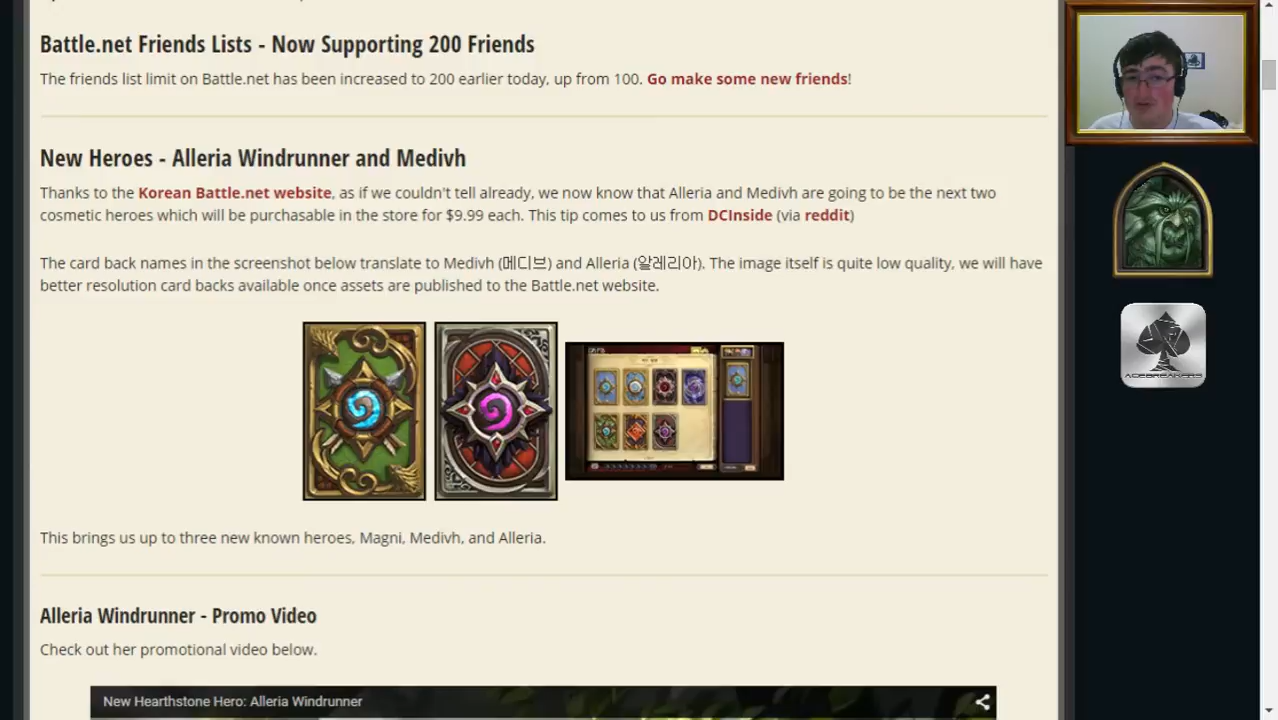 Battle.net Friends Lists - Now Supporting 200 Friends
The friends list limit on Battle.net has been increased to 200 earlier today, up from 100. Go make some new friends!
New Heroes - Alleria Windrunner and Medivh
Thanks to the Korean Battle.net website, as if we couldn't tell already, we now know that Alleria and Medivh are going to be the next two
cosmetic heroes which will be purchasable in the store for $9.99 each. This tip comes to us from DCInside (via reddit)
The card back names in the screenshot below translate to Medivh (메디브) and Alleria (알레리아). The image itself is quite low quality, we will have
better resolution card backs available once assets are published to the Battle.net website.
This brings us up to three new known heroes, Magni, Medivh, and Alleria.
Alleria Windrunner - Promo Video
Check out her promotional video below.
New Hearthstone Hero: Alleria Windrunner
ACEBREAKERS